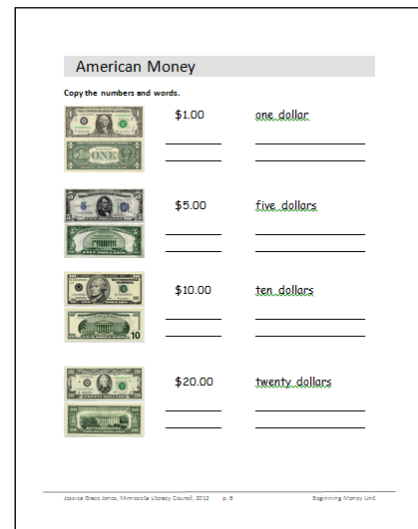 American Money
Copy the numbers and words.
$1.00 one dollar
$5.00 five dollars
$10.00 ten dollars
$20.00 twenty dollars
Jessica Grace Jones, Minnesota Literacy Council, 2012 p. 6 Beginning Money Unit